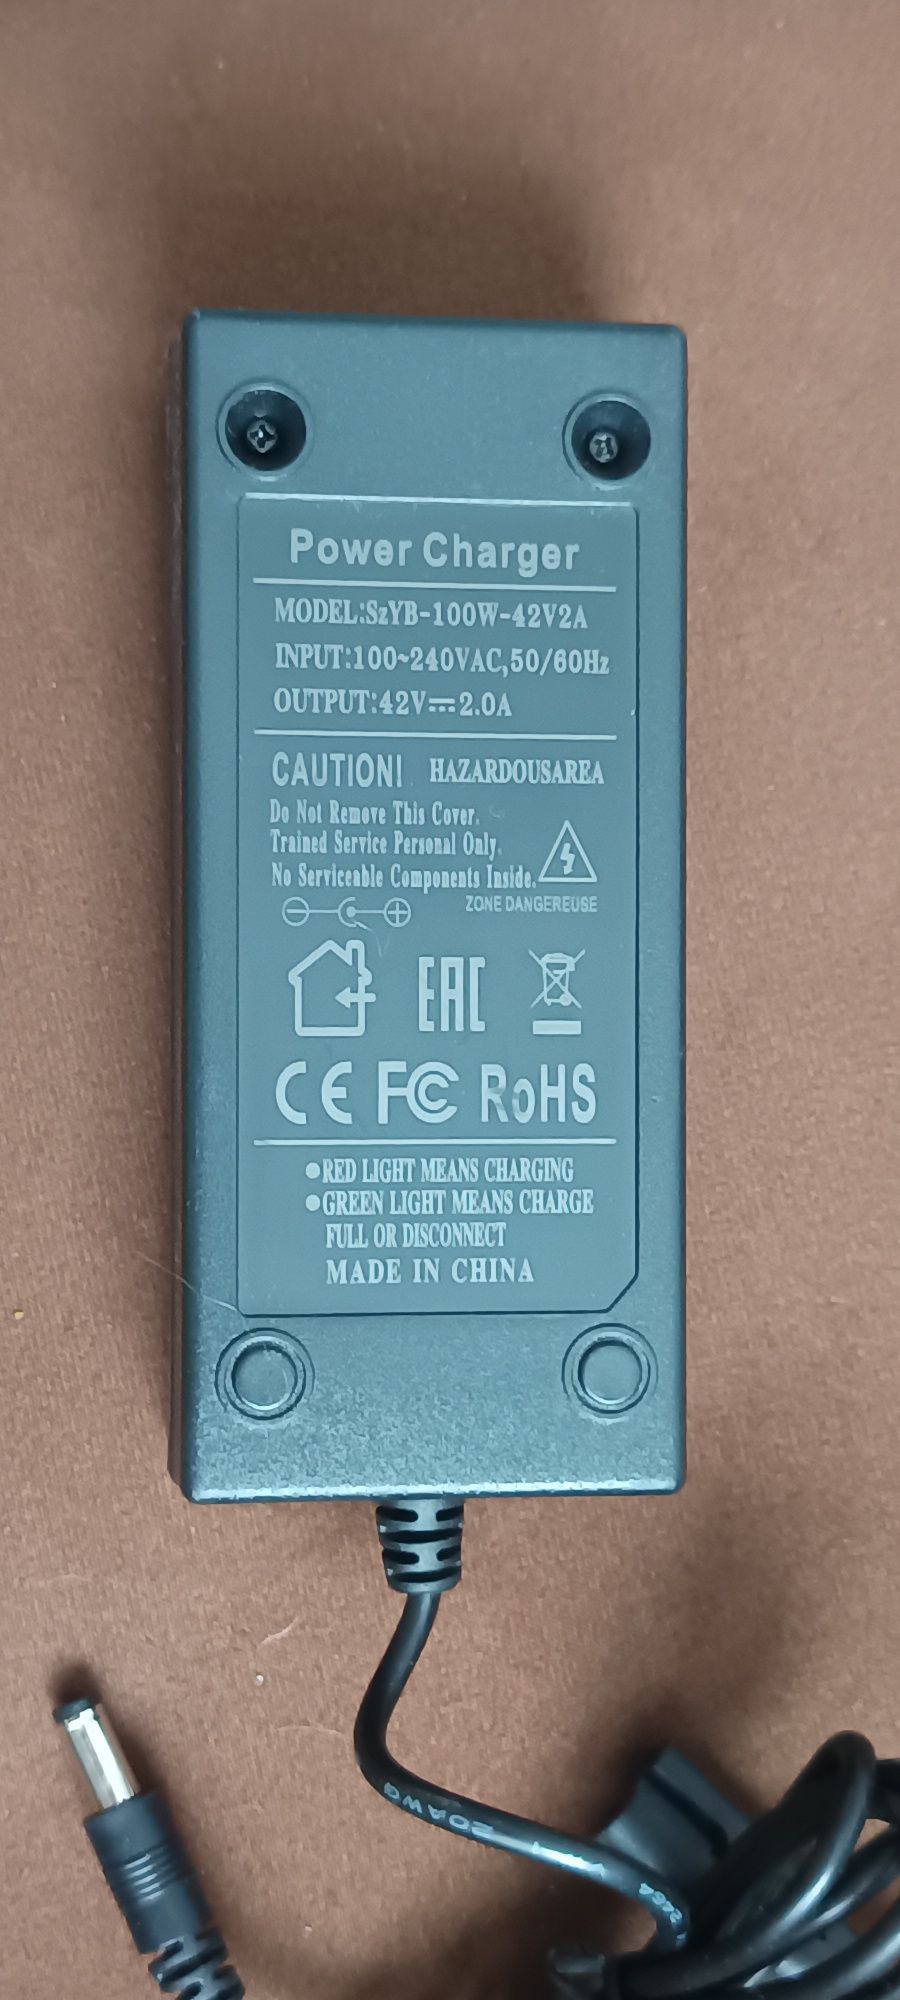 Power Charger
MODEL:SzYB-100W-42V2A
INPUT:100~240VAC,50/60Hz
OUTPUT:42V⎓2.0A
CAUTION! HAZARDOUSAREA
Do Not Remove This Cover.
Trained Service Personal Only.
No Serviceable Components Inside.
ZONE DANGEREUSE
EAC
CE FC RoHS
●RED LIGHT MEANS CHARGING
●GREEN LIGHT MEANS CHARGE
FULL OR DISCONNECT
MADE IN CHINA
20AWG
2464